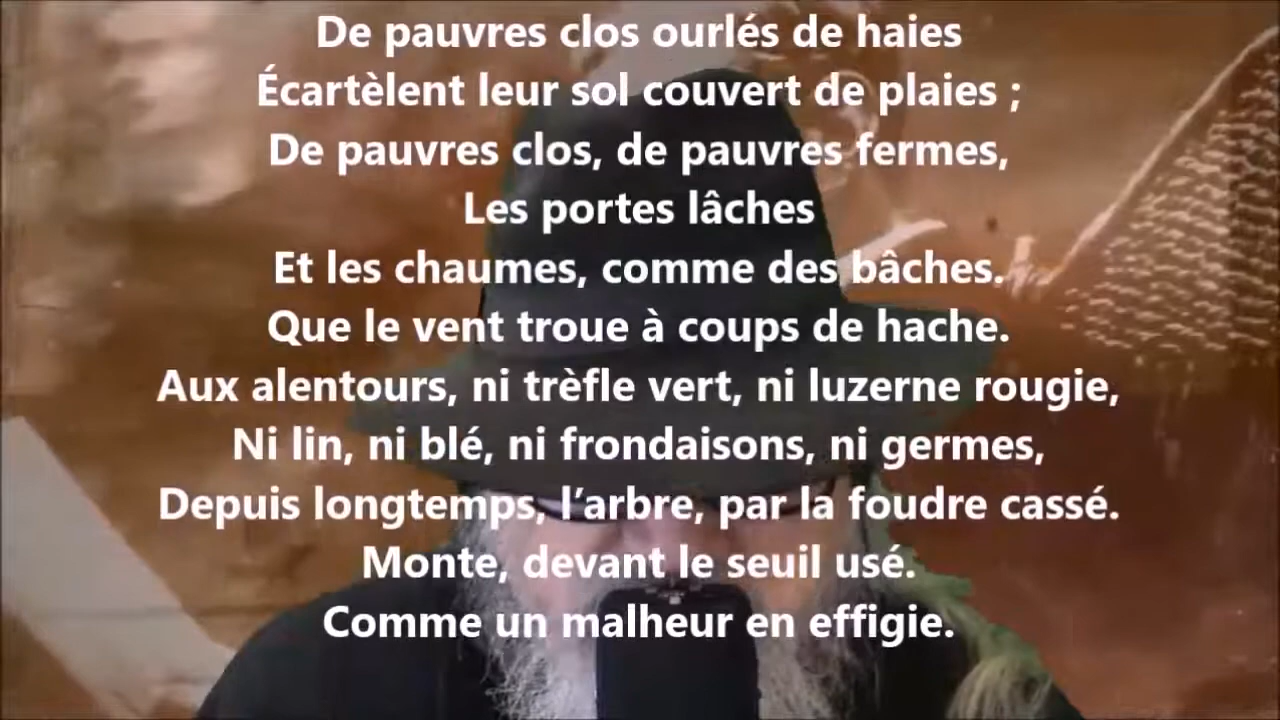 De pauvres clos ourlés de haies
Écartèlent leur sol couvert de plaies ;
De pauvres clos, de pauvres fermes,
Les portes lâches
Et les chaumes, comme des bâches.
Que le vent troue à coups de hache.
Aux alentours, ni trèfle vert, ni luzerne rougie,
Ni lin, ni blé, ni frondaisons, ni germes,
Depuis longtemps, l’arbre, par la foudre cassé.
Monte, devant le seuil usé.
Comme un malheur en effigie.